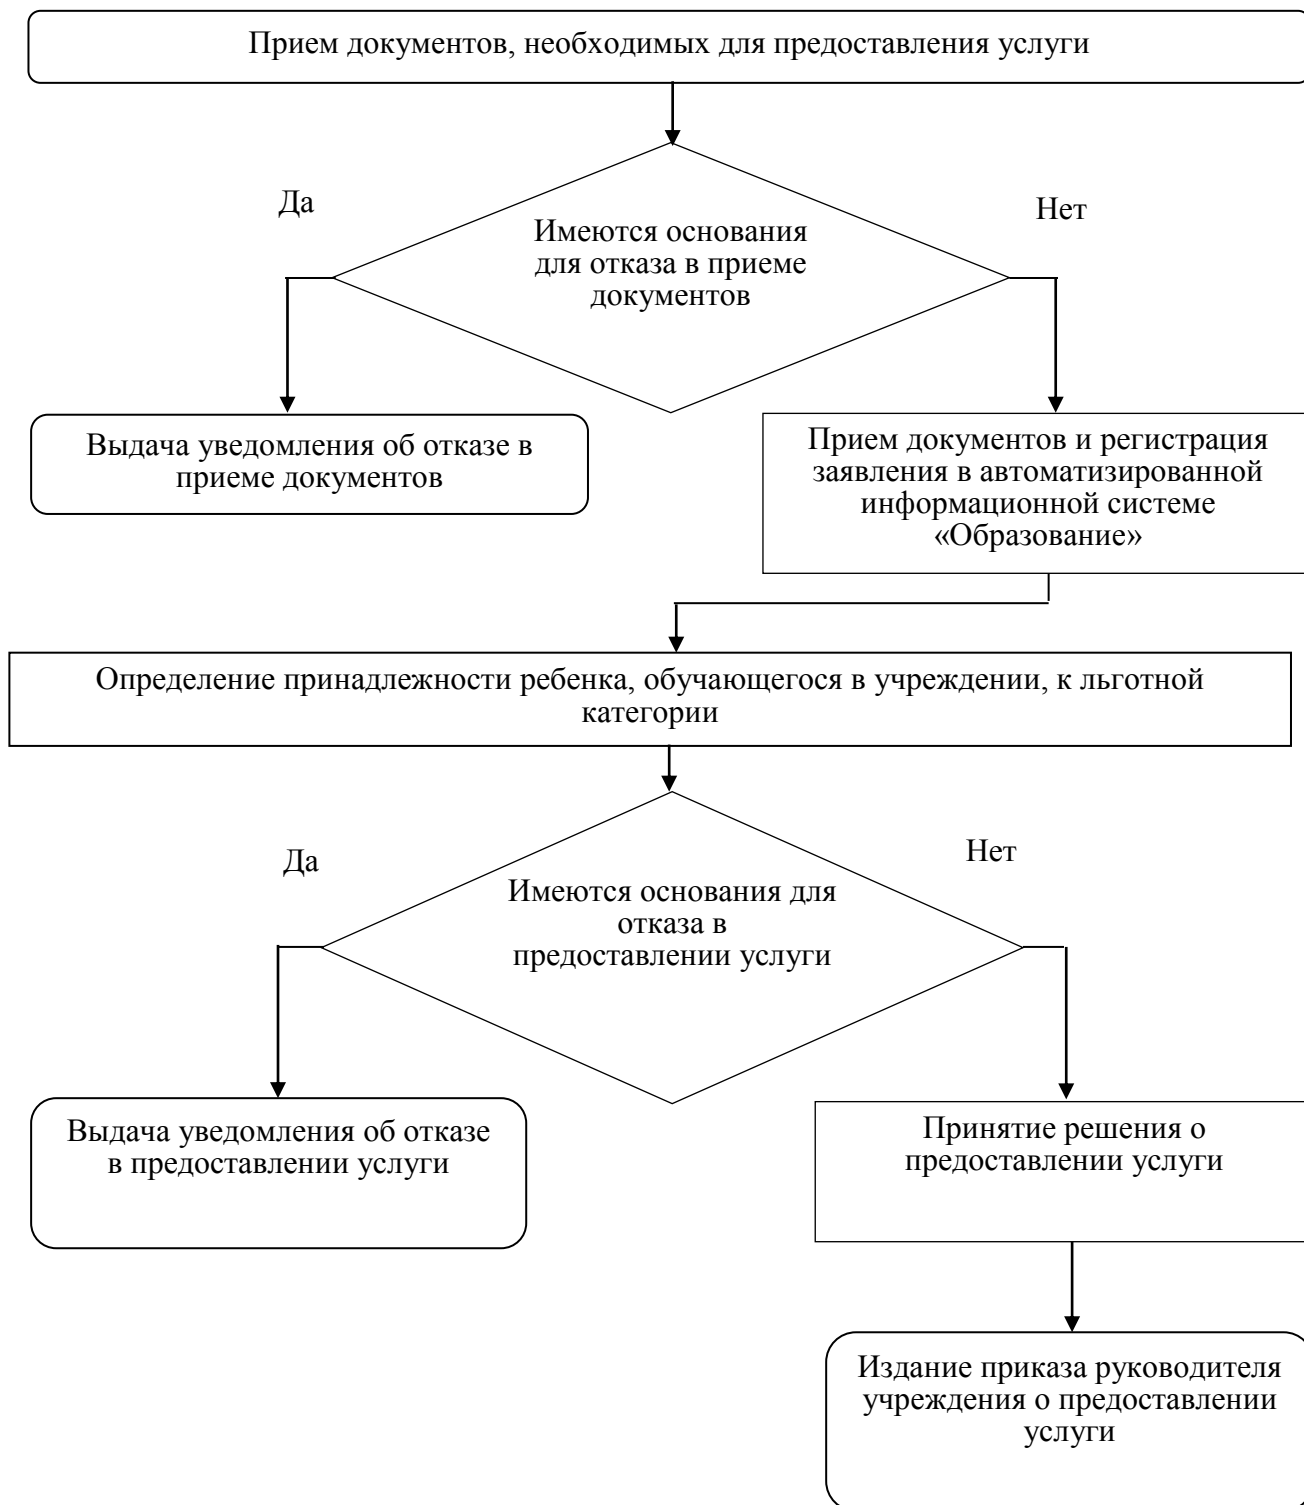 Прием документов, необходимых для предоставления услуги
Да
Нет
Имеются основания
для отказа в приеме
документов
Выдача уведомления об отказе в
приеме документов
Прием документов и регистрация
заявления в автоматизированной
информационной системе
«Образование»
Определение принадлежности ребенка, обучающегося в учреждении, к льготной
категории
Да
Нет
Имеются основания для
отказа в
предоставлении услуги
Выдача уведомления об отказе
в предоставлении услуги
Принятие решения о
предоставлении услуги
Издание приказа руководителя
учреждения о предоставлении
услуги